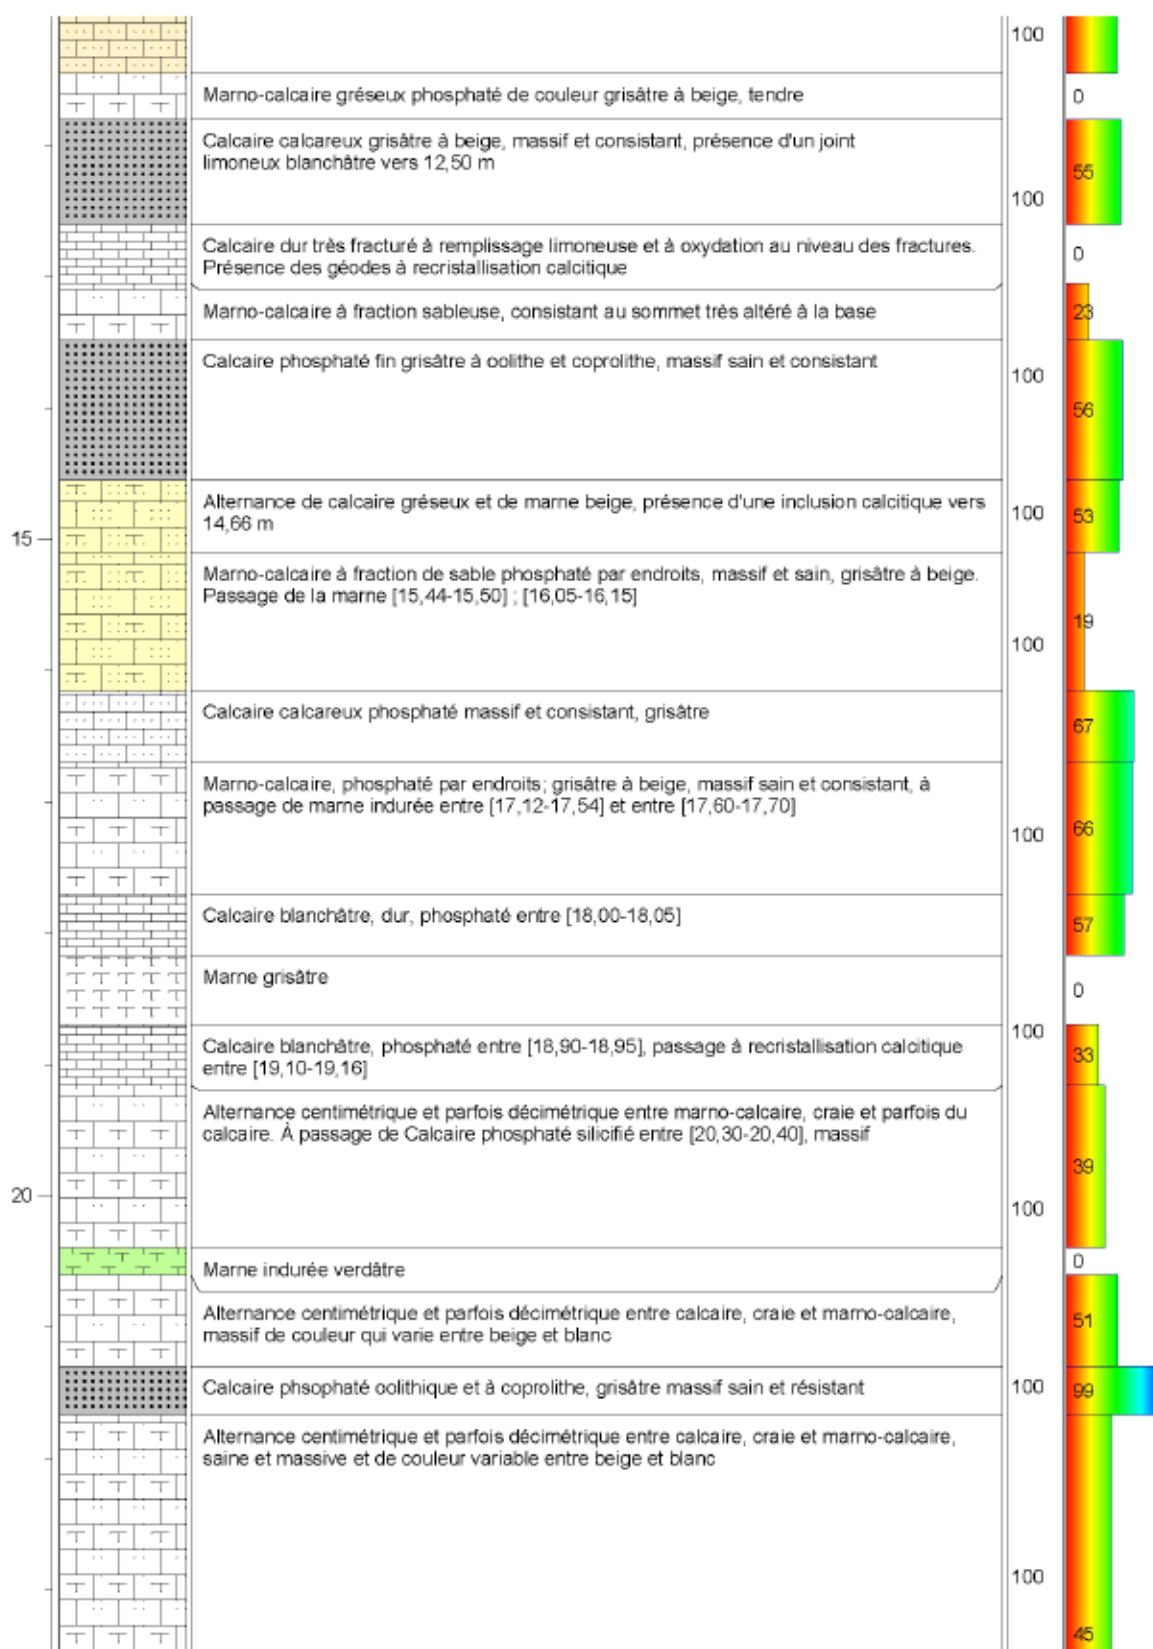 100
Marno-calcaire gréseux phosphaté de couleur grisâtre à beige, tendre
0
Calcaire calcareux grisâtre à beige, massif et consistant, présence d'un joint
limoneux blanchâtre vers 12,50 m
55
100
Calcaire dur très fracturé à remplissage limoneuse et à oxydation au niveau des fractures.
Présence des géodes à recristallisation calcitique
0
Marno-calcaire à fraction sableuse, consistant au sommet très altéré à la base
23
Calcaire phosphaté fin grisâtre à oolithe et coprolithe, massif sain et consistant
100
56
Alternance de calcaire gréseux et de marne beige, présence d'une inclusion calcitique vers
14,66 m
100
53
15
Marno-calcaire à fraction de sable phosphaté par endroits, massif et sain, grisâtre à beige.
Passage de la marne [15,44-15,50] ; [16,05-16,15]
19
100
Calcaire calcareux phosphaté massif et consistant, grisâtre
67
Marno-calcaire, phosphaté par endroits; grisâtre à beige, massif sain et consistant, à
passage de marne indurée entre [17,12-17,54] et entre [17,60-17,70]
100
66
Calcaire blanchâtre, dur, phosphaté entre [18,00-18,05]
57
Marne grisâtre
0
100
Calcaire blanchâtre, phosphaté entre [18,90-18,95], passage à recristallisation calcitique
entre [19,10-19,16]
33
Alternance centimétrique et parfois décimétrique entre marno-calcaire, craie et parfois du
calcaire. À passage de Calcaire phosphaté silicifié entre [20,30-20,40], massif
39
20
100
Marne indurée verdâtre
0
Alternance centimétrique et parfois décimétrique entre calcaire, craie et marno-calcaire,
massif de couleur qui varie entre beige et blanc
51
Calcaire phsophaté oolithique et à coprolithe, grisâtre massif sain et résistant
100
99
Alternance centimétrique et parfois décimétrique entre calcaire, craie et marno-calcaire,
saine et massive et de couleur variable entre beige et blanc
100
45